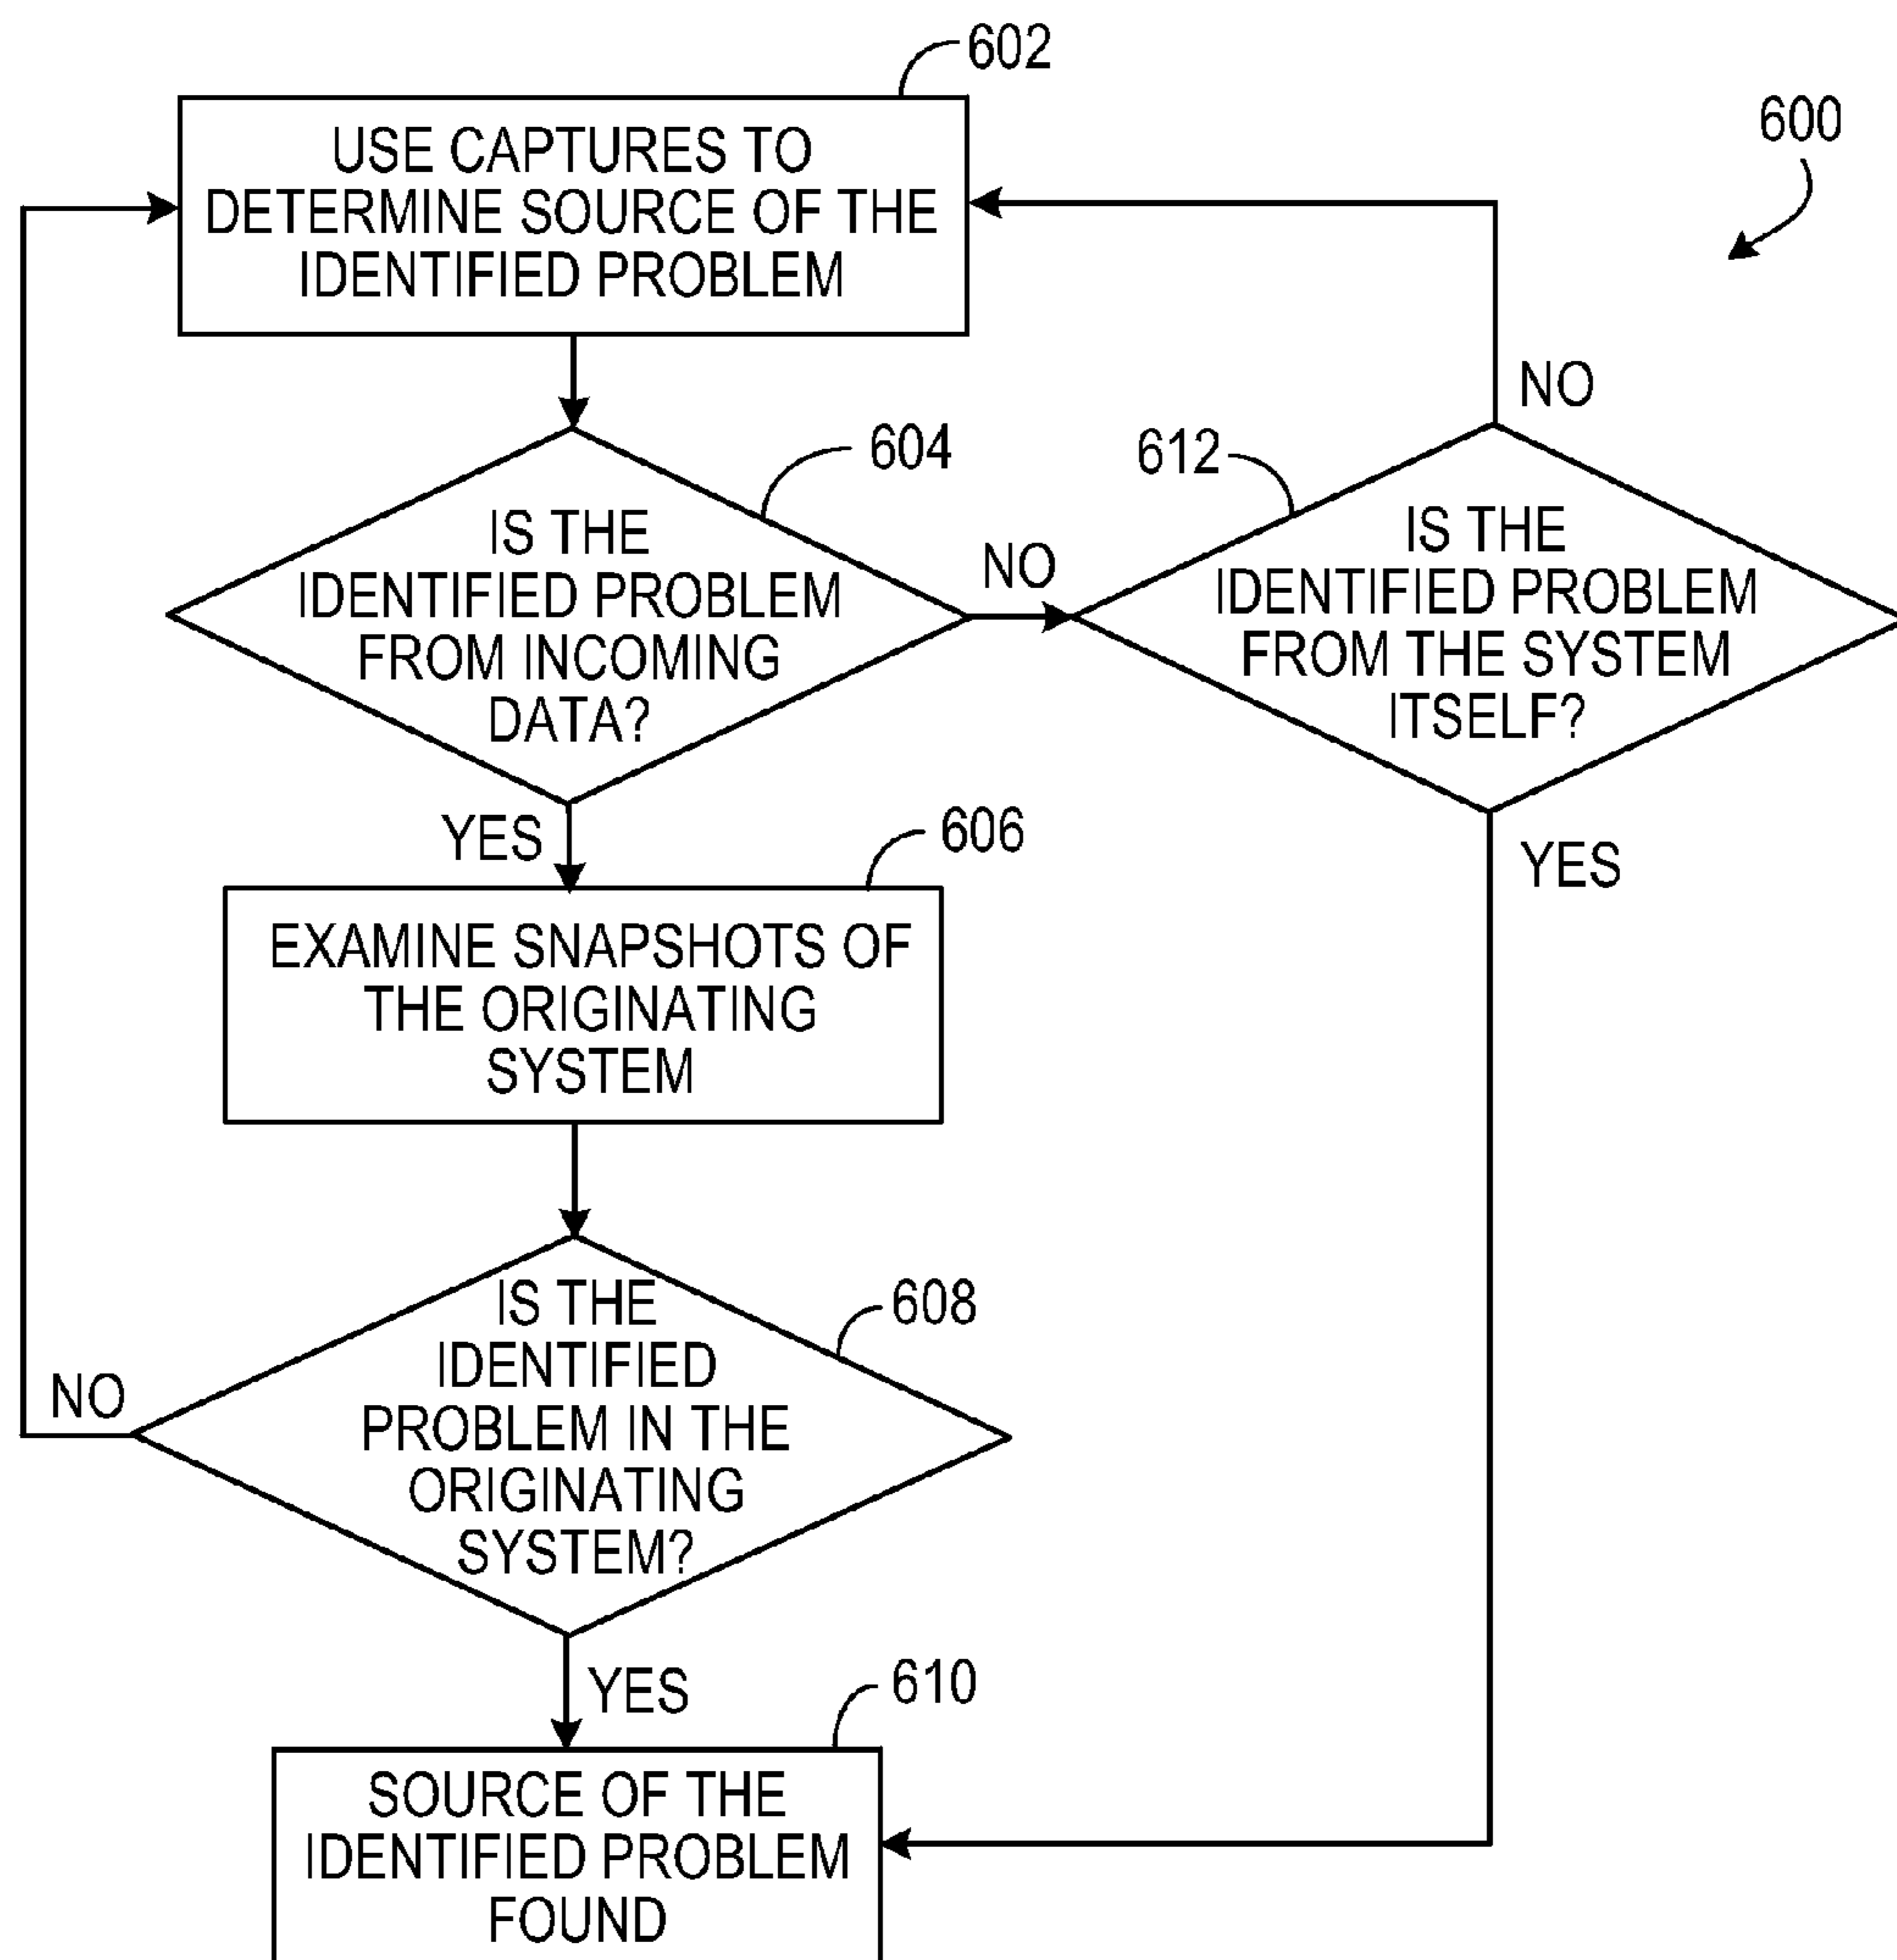 602
600
USE CAPTURES TO
DETERMINE SOURCE OF THE
IDENTIFIED PROBLEM
NO
604
612
IS THE
IDENTIFIED PROBLEM
FROM INCOMING
DATA?
NO
IS THE
IDENTIFIED PROBLEM
FROM THE SYSTEM
ITSELF?
YES
606
YES
EXAMINE SNAPSHOTS OF
THE ORIGINATING
SYSTEM
608
IS THE
IDENTIFIED
PROBLEM IN THE
ORIGINATING
SYSTEM?
NO
YES
610
SOURCE OF THE
IDENTIFIED PROBLEM
FOUND